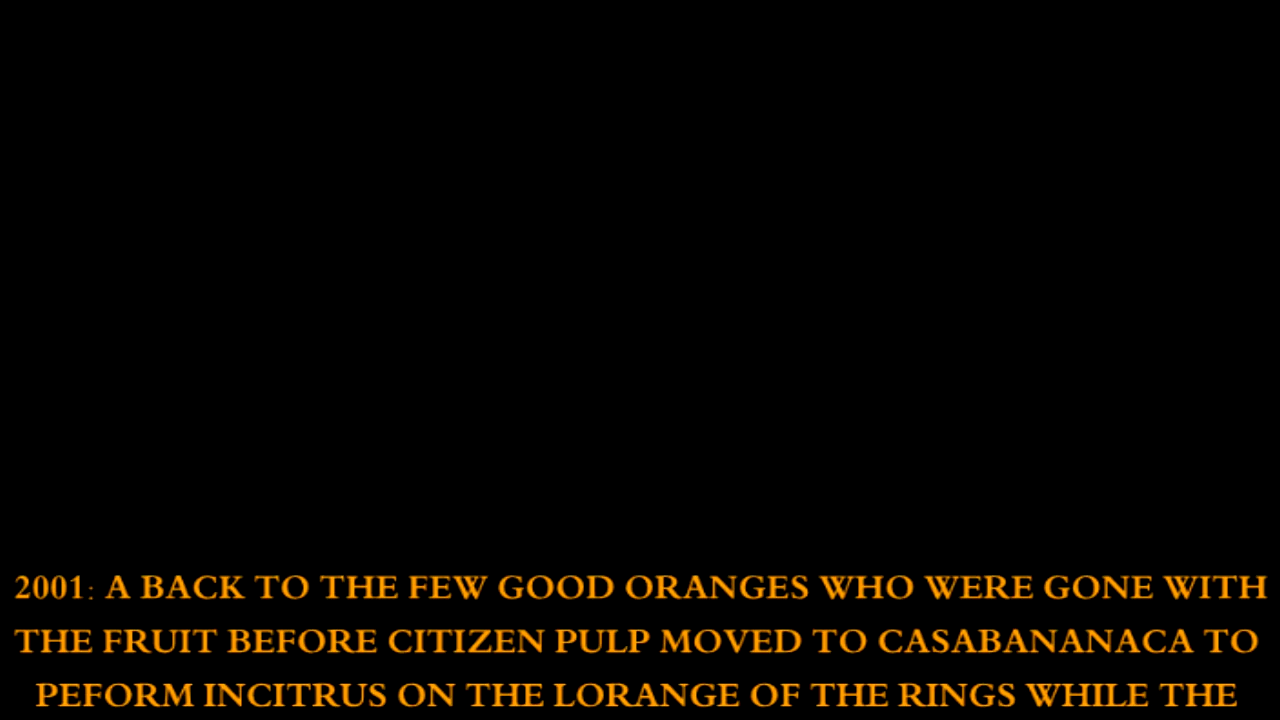 2001: A BACK TO THE FEW GOOD ORANGES WHO WERE GONE WITH
THE FRUIT BEFORE CITIZEN PULP MOVED TO CASABANANACA TO
PEFORM INCITRUS ON THE LORANGE OF THE RINGS WHILE THE